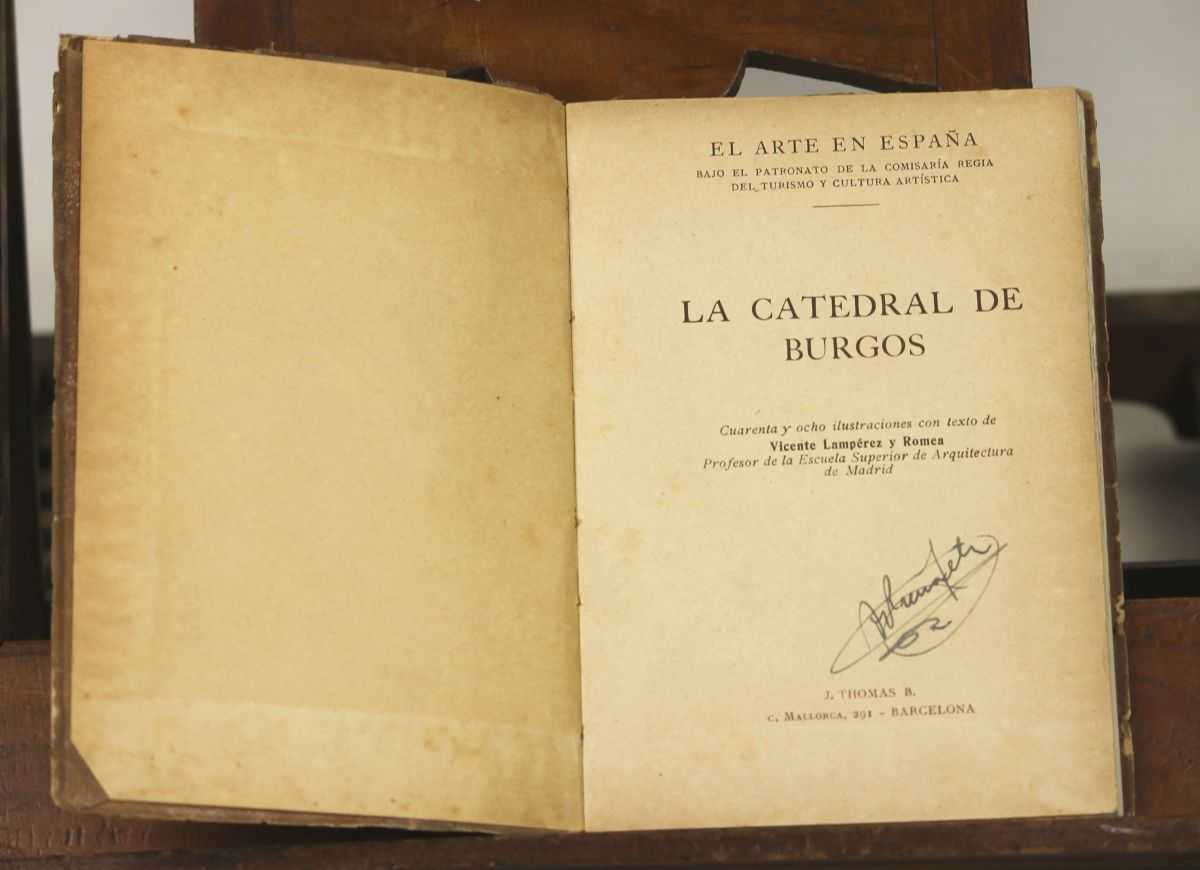 EL ARTE EN ESPAÑA
BAJO EL PATRONATO DE LA COMISARÍA REGIA
DEL TURISMO Y CULTURA ARTÍSTICA
LA CATEDRAL DE
BURGOS
Cuarenta y ocho ilustraciones con texto de
Vicente Lampérez y Romea
Profesor de la Escuela Superior de Arquitectura
de Madrid
J. THOMAS B.
C. MALLORCA, 291 - BARCELONA